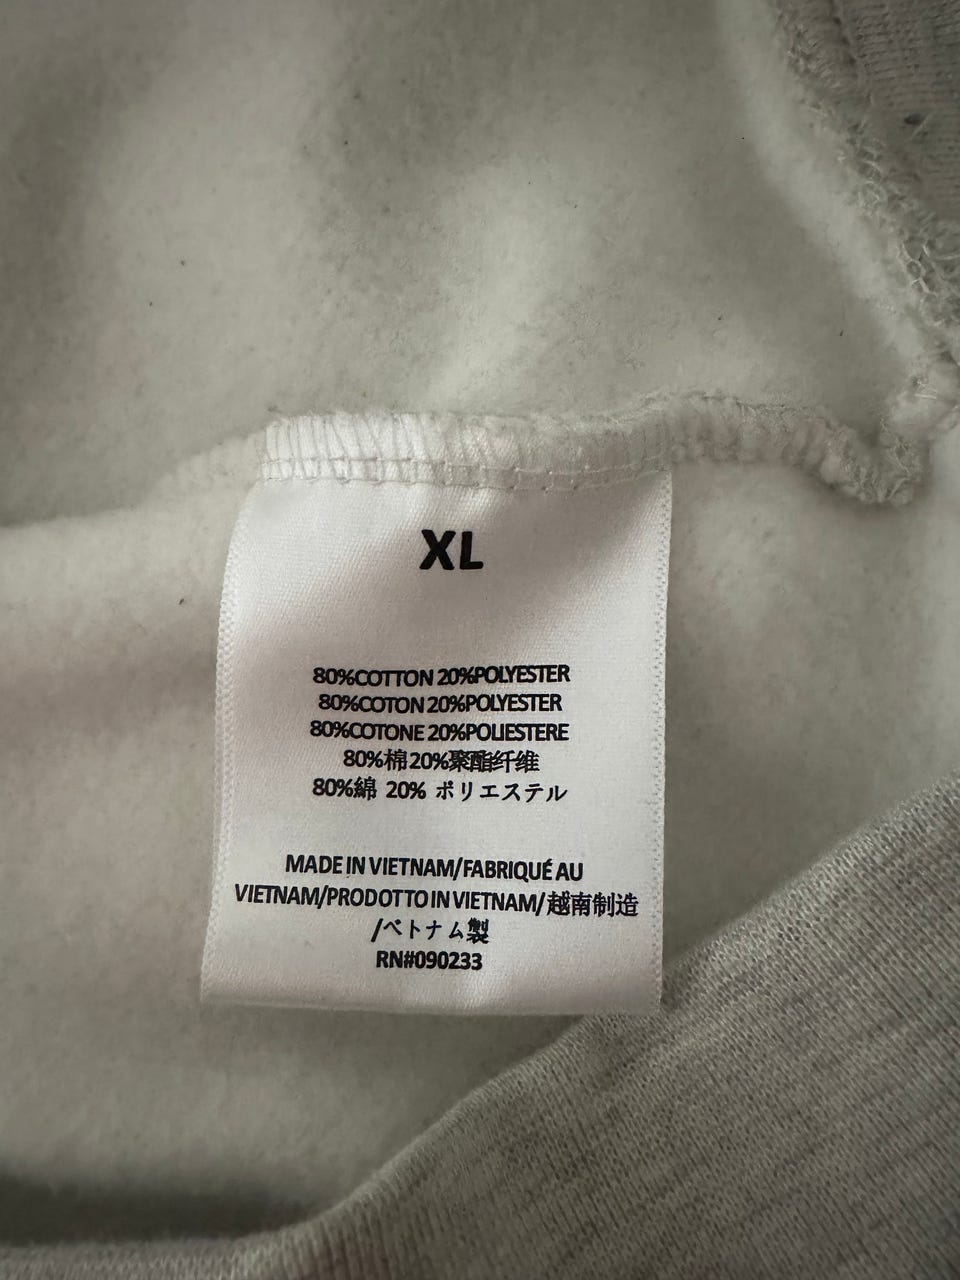 XL
80%COTTON 20%POLYESTER
80%COTON 20%POLYESTER
80%COTONE 20%POLIESTERE
80%棉20%聚酯纤维
80%綿 20% ポリエステル
MADE IN VIETNAM/FABRIQUÉ AU
VIETNAM/PRODOTTO IN VIETNAM/越南制造
/ベトナム製
RN#090233